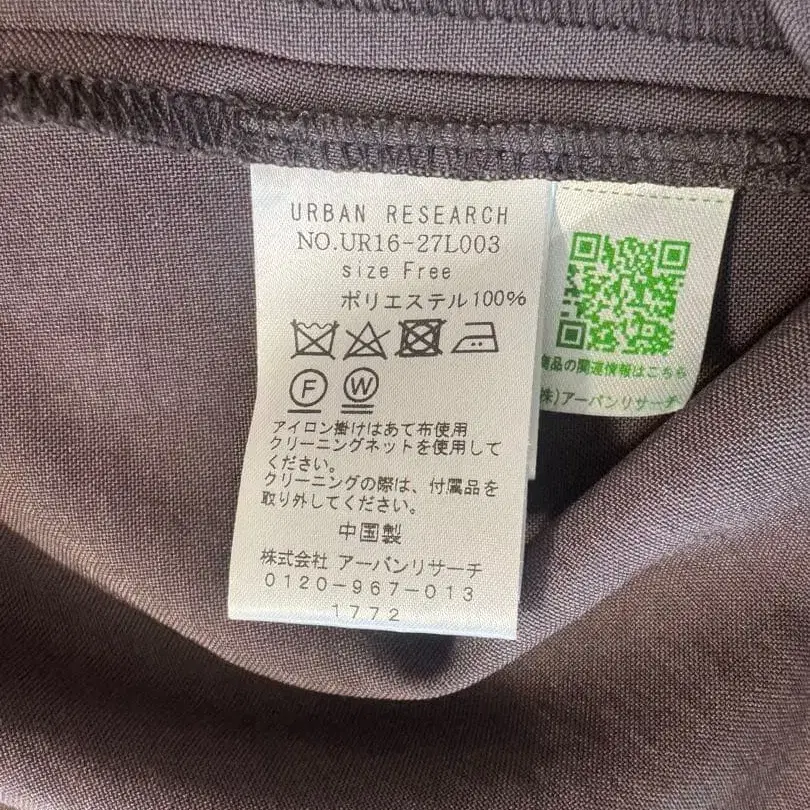 URBAN RESEARCH
NO.UR16-27L003
size Free
ポリエステル100%
F W
アイロン掛けはあて布使用
クリーニングネットを使用して
ください。
クリーニングの際は、付属品を
取り外してください。
中国製
株式会社 アーバンリサーチ
0120-967-013
1772
商品の関連情報はこちら
株)アーバンリサーチ